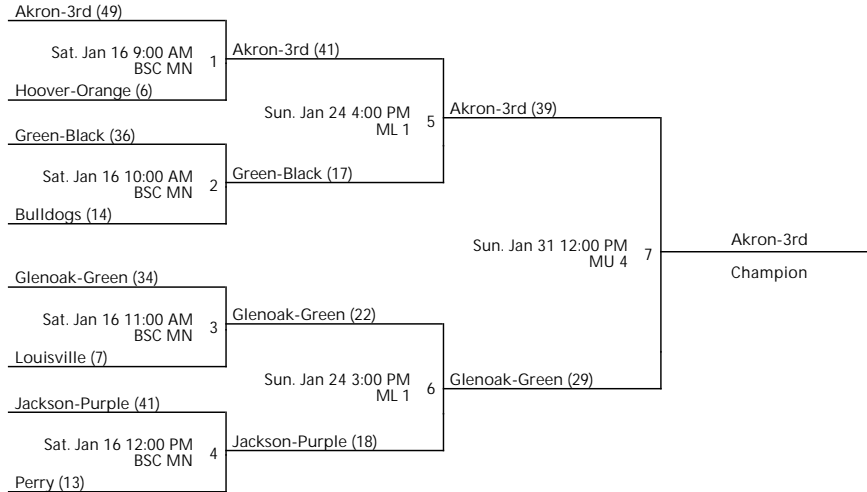 Akron-3rd (49)
Sat. Jan 16 9:00 AM
BSC MN
1
Akron-3rd (41)
Hoover-Orange (6)
Sun. Jan 24 4:00 PM
ML 1
5
Akron-3rd (39)
Green-Black (36)
Sat. Jan 16 10:00 AM
BSC MN
2
Green-Black (17)
Bulldogs (14)
Sun. Jan 31 12:00 PM
MU 4
7
Akron-3rd
Champion
Glenoak-Green (34)
Sat. Jan 16 11:00 AM
BSC MN
3
Glenoak-Green (22)
Louisville (7)
Sun. Jan 24 3:00 PM
ML 1
6
Glenoak-Green (29)
Jackson-Purple (41)
Sat. Jan 16 12:00 PM
BSC MN
4
Jackson-Purple (18)
Perry (13)